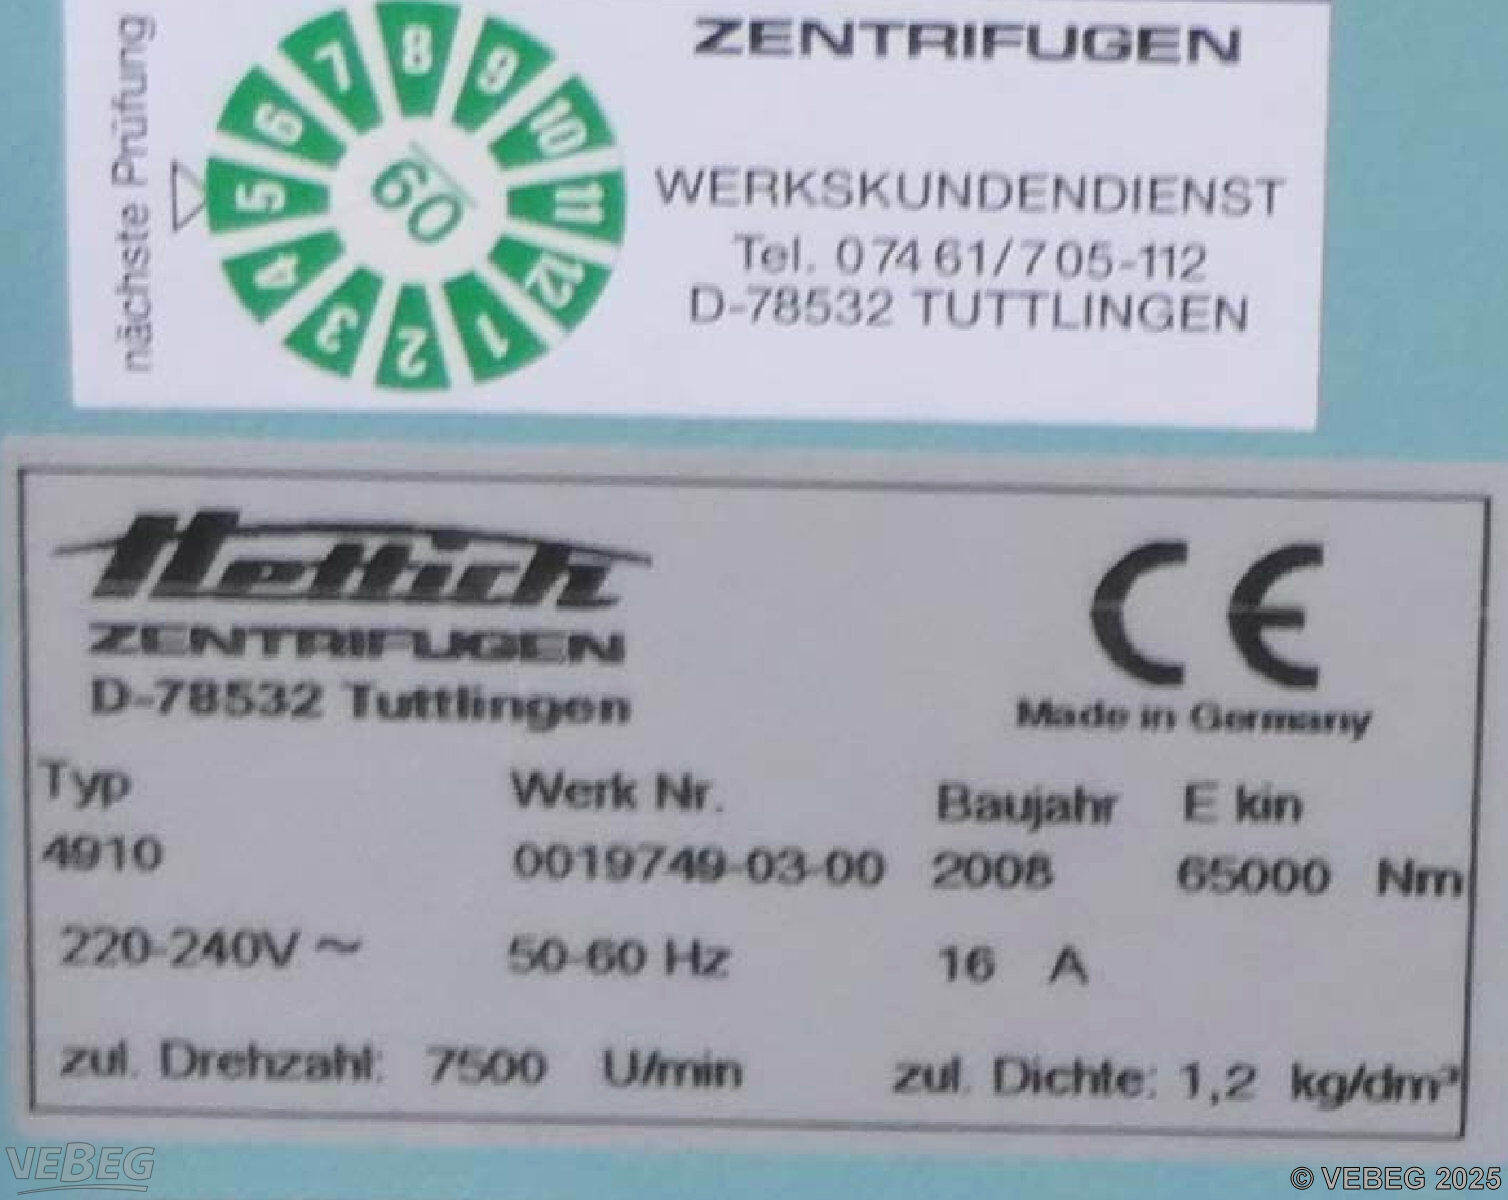 nächste Prüfung
1 2 3 4 5 6 7 8 9 10 11 12
09
ZENTRIFUGEN
WERKSKUNDENDIENST
Tel. 0 74 61/7 05-112
D-78532 TUTTLINGEN
Hettich
ZENTRIFUGEN
D-78532 Tuttlingen
CE
Made in Germany
Typ Werk Nr. Baujahr E kin
4910 0019749-03-00 2008 65000 Nm
220-240V ~ 50-60 Hz 16 A
zul. Drehzahl: 7500 U/min zul. Dichte: 1,2 kg/dm³
VEBEG
© VEBEG 2025